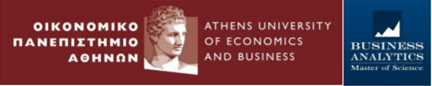 ΟΙΚΟΝΟΜΙΚΟ
ΠΑΝΕΠΙΣΤΗΜΙΟ
ΑΘΗΝΩΝ
ATHENS UNIVERSITY
OF ECONOMICS
AND BUSINESS
BUSINESS
ANALYTICS
Master of Science